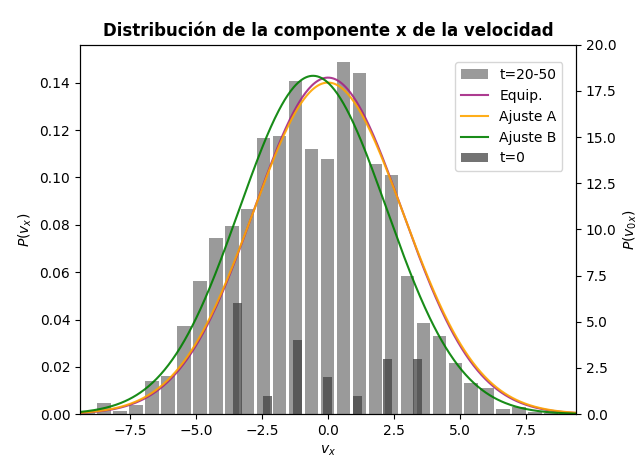 Distribución de la componente x de la velocidad
0.14
0.12
0.10
0.08
0.06
0.04
0.02
0.00
P(vₓ)
20.0
17.5
15.0
12.5
10.0
7.5
5.0
2.5
0.0
P(v₀ₓ)
t=20-50
Equip.
Ajuste A
Ajuste B
t=0
−7.5 −5.0 −2.5 0.0 2.5 5.0 7.5
vₓ